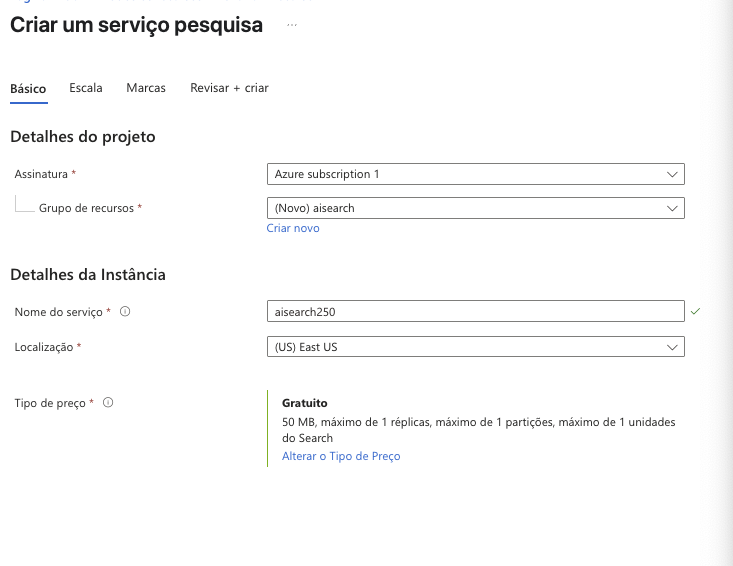 Criar um serviço pesquisa ...
Básico Escala Marcas Revisar + criar
Detalhes do projeto
Assinatura * Azure subscription 1
Grupo de recursos * (Novo) aisearch
Criar novo
Detalhes da Instância
Nome do serviço * aisearch250
Localização * (US) East US
Tipo de preço * Gratuito
50 MB, máximo de 1 réplicas, máximo de 1 partições, máximo de 1 unidades
do Search
Alterar o Tipo de Preço